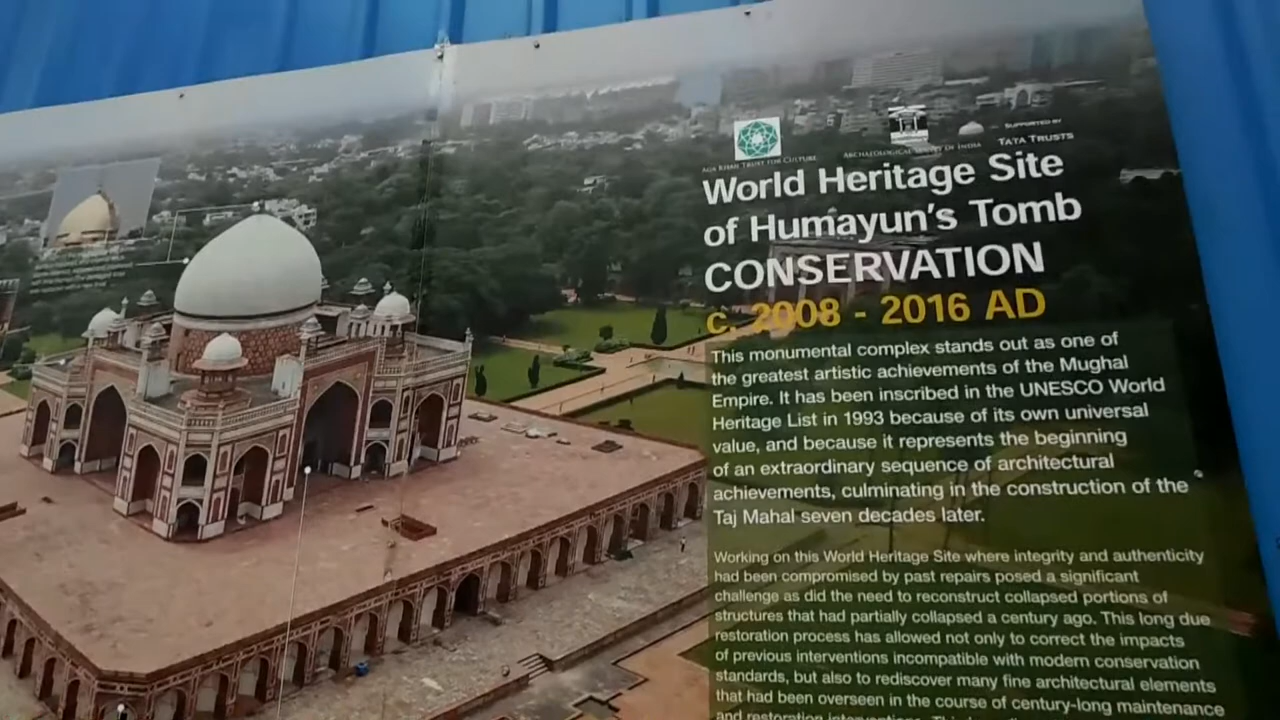 AGA KHAN TRUST FOR CULTURE
ARCHAEOLOGICAL SURVEY OF INDIA
SUPPORTED BY
TATA TRUSTS
World Heritage Site
of Humayun's Tomb
CONSERVATION
c. 2008 - 2016 AD
This monumental complex stands out as one of
the greatest artistic achievements of the Mughal
Empire. It has been inscribed in the UNESCO World
Heritage List in 1993 because of its own universal
value, and because it represents the beginning
of an extraordinary sequence of architectural
achievements, culminating in the construction of the
Taj Mahal seven decades later.
Working on this World Heritage Site where integrity and authenticity
had been compromised by past repairs posed a significant
challenge as did the need to reconstruct collapsed portions of
structures that had partially collapsed a century ago. This long due
restoration process has allowed not only to correct the impacts
of previous interventions incompatible with modern conservation
standards, but also to rediscover many fine architectural elements
that had been overseen in the course of century-long maintenance
and restoration interventions. This